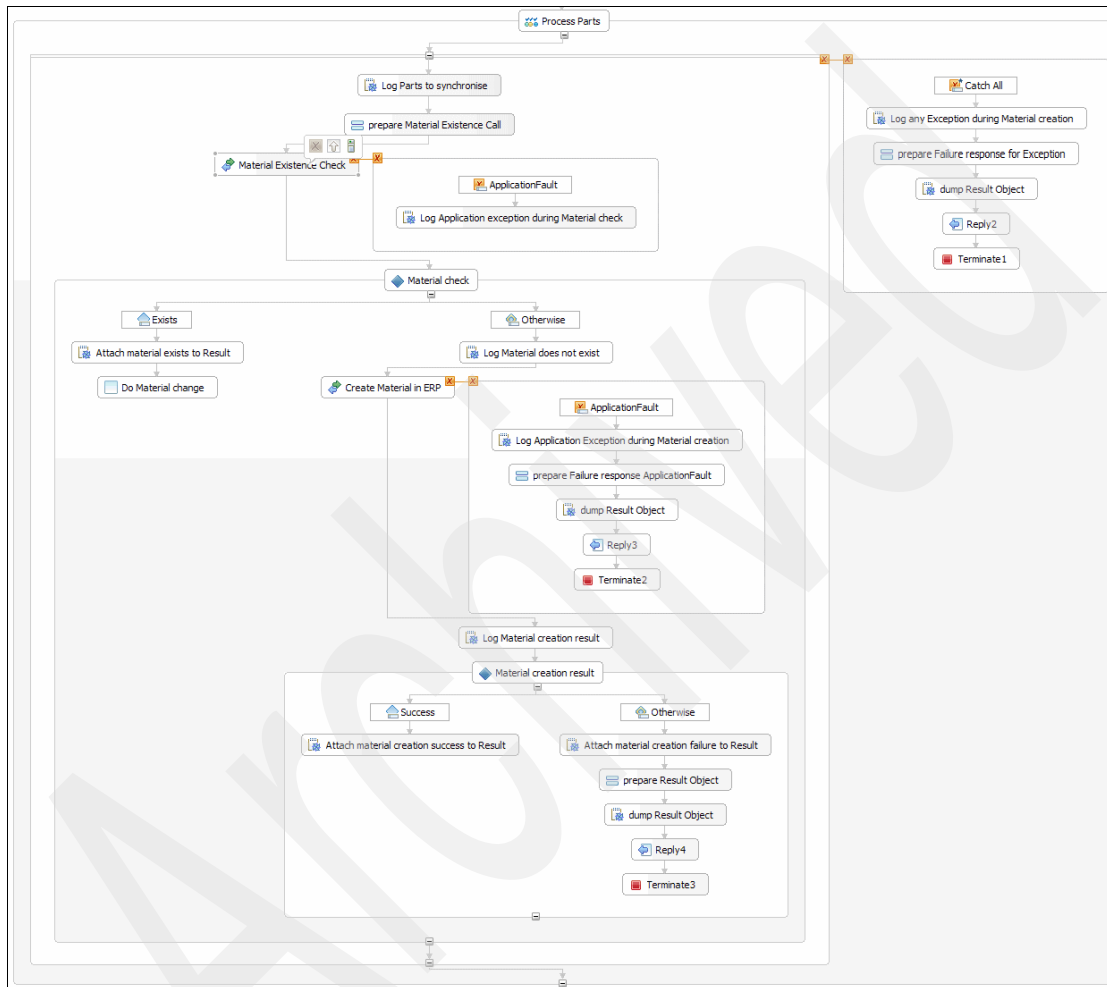 Process Parts
Log Parts to synchronise
prepare Material Existence Call
Material Existence Check
ApplicationFault
Log Application exception during Material check
Catch All
Log any Exception during Material creation
prepare Failure response for Exception
dump Result Object
Reply2
Terminate1
Material check
Exists
Attach material exists to Result
Do Material change
Otherwise
Log Material does not exist
Create Material in ERP
ApplicationFault
Log Application Exception during Material creation
prepare Failure response ApplicationFault
dump Result Object
Reply3
Terminate2
Log Material creation result
Material creation result
Success
Attach material creation success to Result
Otherwise
Attach material creation failure to Result
prepare Result Object
dump Result Object
Reply4
Terminate3
Archived